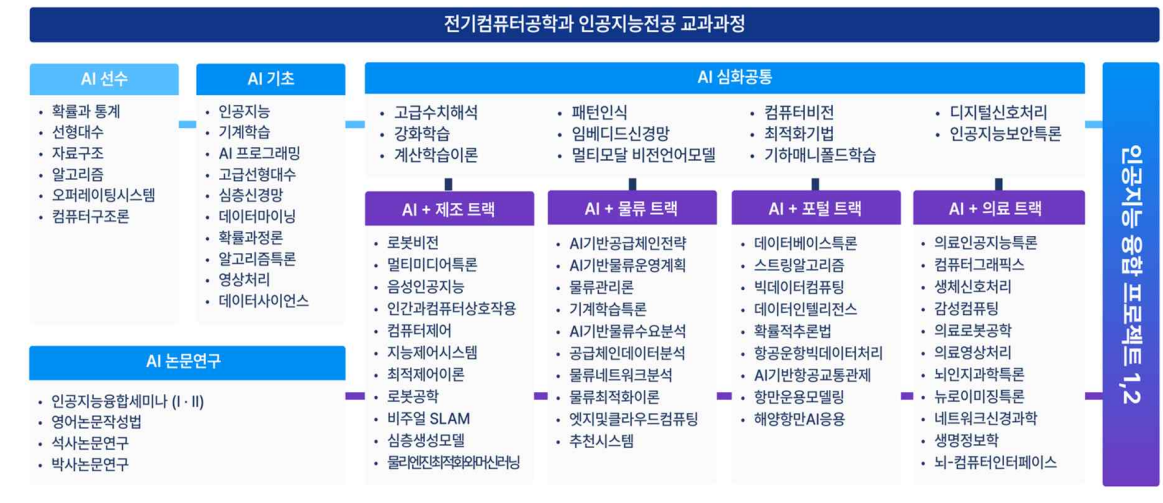 전기컴퓨터공학과 인공지능전공 교과과정
AI 선수
• 확률과 통계
• 선형대수
• 자료구조
• 알고리즘
• 오퍼레이팅시스템
• 컴퓨터구조론
AI 기초
• 인공지능
• 기계학습
• AI 프로그래밍
• 고급선형대수
• 심층신경망
• 데이터마이닝
• 확률과정론
• 알고리즘특론
• 영상처리
• 데이터사이언스
AI 심화공통
• 고급수치해석
• 강화학습
• 계산학습이론
• 패턴인식
• 임베디드신경망
• 멀티모달 비전언어모델
• 컴퓨터비전
• 최적화기법
• 기하매니폴드학습
• 디지털신호처리
• 인공지능보안특론
AI + 제조 트랙
• 로봇비전
• 멀티미디어특론
• 음성인공지능
• 인간과컴퓨터상호작용
• 컴퓨터제어
• 지능제어시스템
• 최적제어이론
• 로봇공학
• 비주얼 SLAM
• 심층생성모델
• 물리엔진최적화와머신러닝
AI + 물류 트랙
• AI기반공급체인전략
• AI기반물류운영계획
• 물류관리론
• 기계학습특론
• AI기반물류수요분석
• 공급체인데이터분석
• 물류네트워크분석
• 물류최적화이론
• 엣지및클라우드컴퓨팅
• 추천시스템
AI + 포털 트랙
• 데이터베이스특론
• 스트링알고리즘
• 빅데이터컴퓨팅
• 데이터인텔리전스
• 확률적추론법
• 항공운항빅데이터처리
• AI기반항공교통관제
• 항만운용모델링
• 해양항만AI응용
AI + 의료 트랙
• 의료인공지능특론
• 컴퓨터그래픽스
• 생체신호처리
• 감성컴퓨팅
• 의료로봇공학
• 의료영상처리
• 뇌인지과학특론
• 뉴로이미징특론
• 네트워크신경과학
• 생명정보학
• 뇌-컴퓨터인터페이스
AI 논문연구
• 인공지능융합세미나 (I · II)
• 영어논문작성법
• 석사논문연구
• 박사논문연구
인공지능 융합 프로젝트 1,2